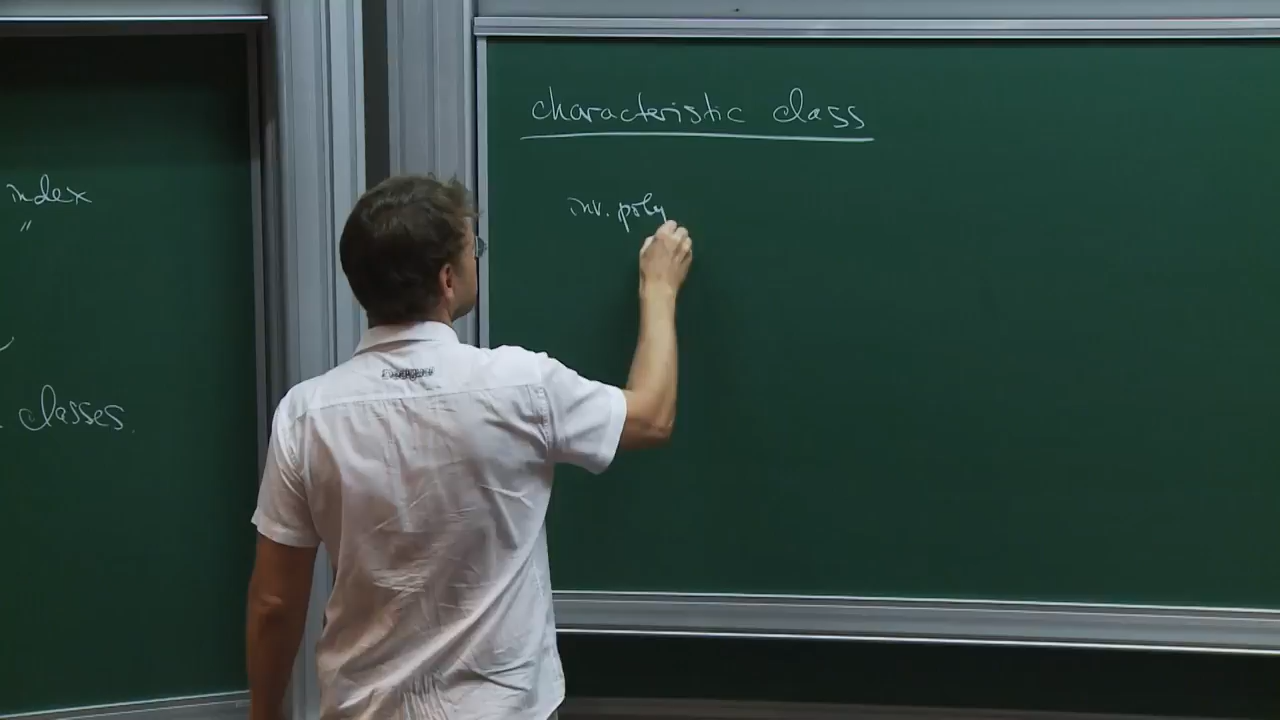 index
"
classes.
characteristic class
inv. poly